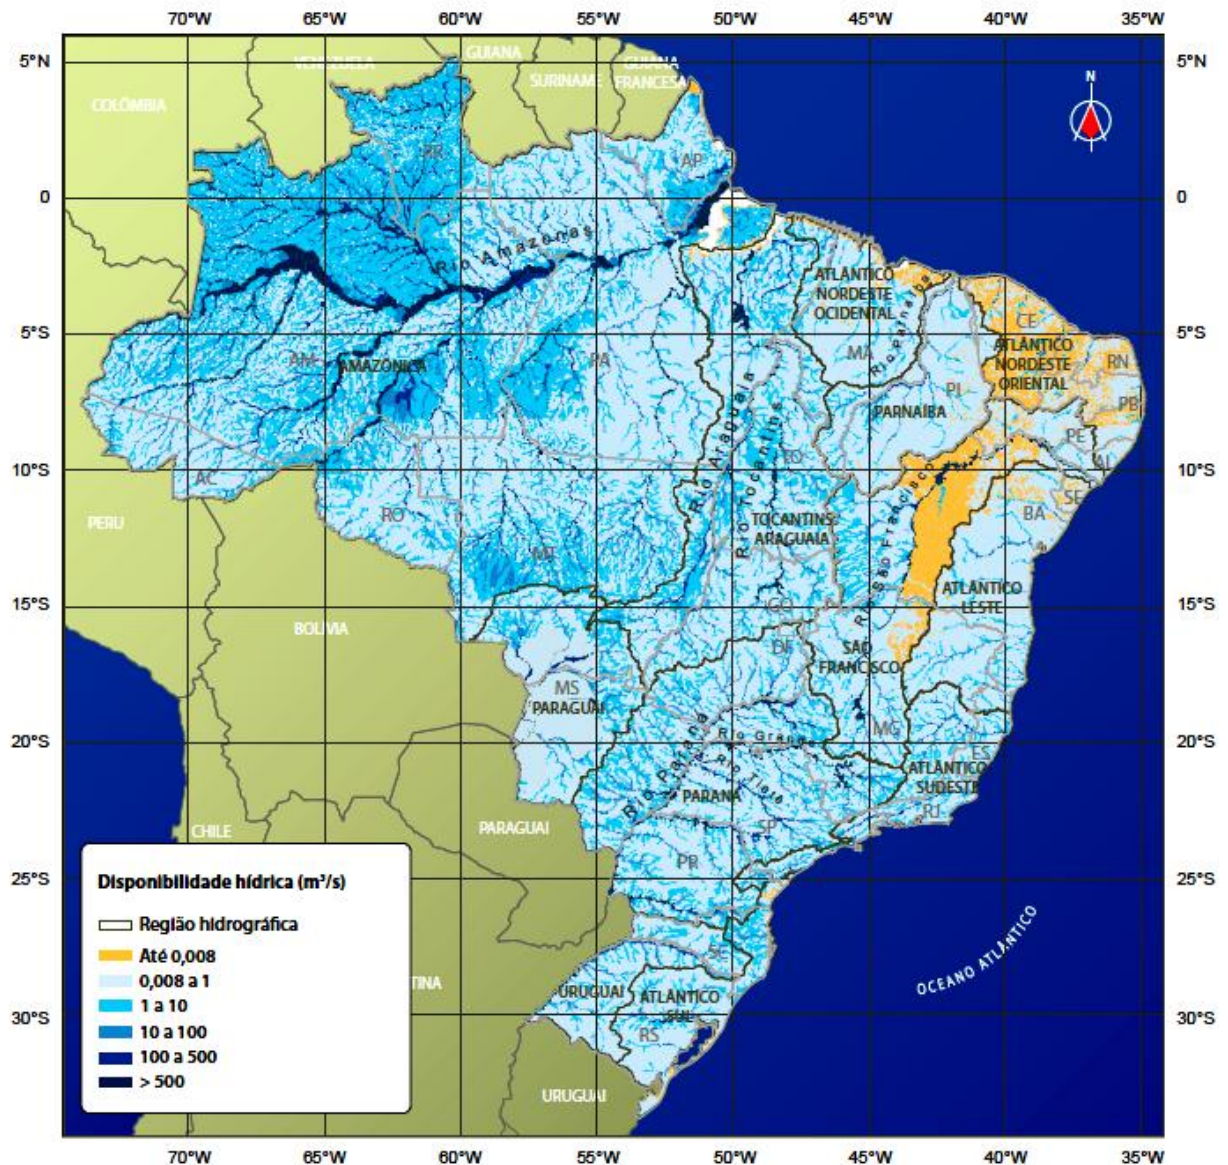 70°W 65°W 60°W 55°W 50°W 45°W 40°W 35°W
5°N 5°N
VENEZUELA
GUIANA
SURINAME
GUIANA
FRANCESA
COLÔMBIA
N
RR
AP
0 0
Rio Amazonas
ATLÂNTICO
NORDESTE
OCIDENTAL
Rio Parnaíba
CE
5°S 5°S
ATLÂNTICO
NORDESTE
ORIENTAL
AM
AMAZÔNICA
PA
MA
RN
PI
PARNAÍBA
PB
PE
AL
Rio Araguaia
Rio Tocantins
TO
Rio São Francisco
10°S 10°S
AC
SE
BA
PERU
RO
TOCANTINS
ARAGUAIA
MT
ATLÂNTICO
LESTE
15°S 15°S
GO
BOLÍVIA
DF
SÃO
FRANCISCO
MS
PARAGUAI
MG
Rio Grande
20°S 20°S
ES
Rio Paraná
Rio Tietê
ATLÂNTICO
SUDESTE
PARANÁ
RJ
SP
CHILE
PARAGUAI
PR
25°S 25°S
Disponibilidade hídrica (m³/s)
Região hidrográfica
Até 0,008
0,008 a 1
1 a 10
10 a 100
100 a 500
> 500
OCEANO ATLÂNTICO
SC
TINA
URUGUAI
ATLÂNTICO
SUL
30°S 30°S
RS
URUGUAI
70°W 65°W 60°W 55°W 50°W 45°W 40°W 35°W